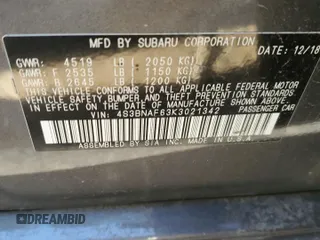 MFD BY SUBARU CORPORATION DATE: 12/18
GVWR: 4519 LB ( 2050 KG)
GAWR: F 2535 LB ( 1150 KG)
GAWR: R 2645 LB ( 1200 KG)
THIS VEHICLE CONFORMS TO ALL APPLICABLE FEDERAL MOTOR
VEHICLE SAFETY, BUMPER, AND THEFT PREVENTION STANDARDS
IN EFFECT ON THE DATE OF MANUFACTURE SHOWN ABOVE.
VIN: 4S3BNAF63K3021342 PASSENGER CAR
ASSEMBLED BY SIA INC. MADE IN U.S.A.
DREAMBID